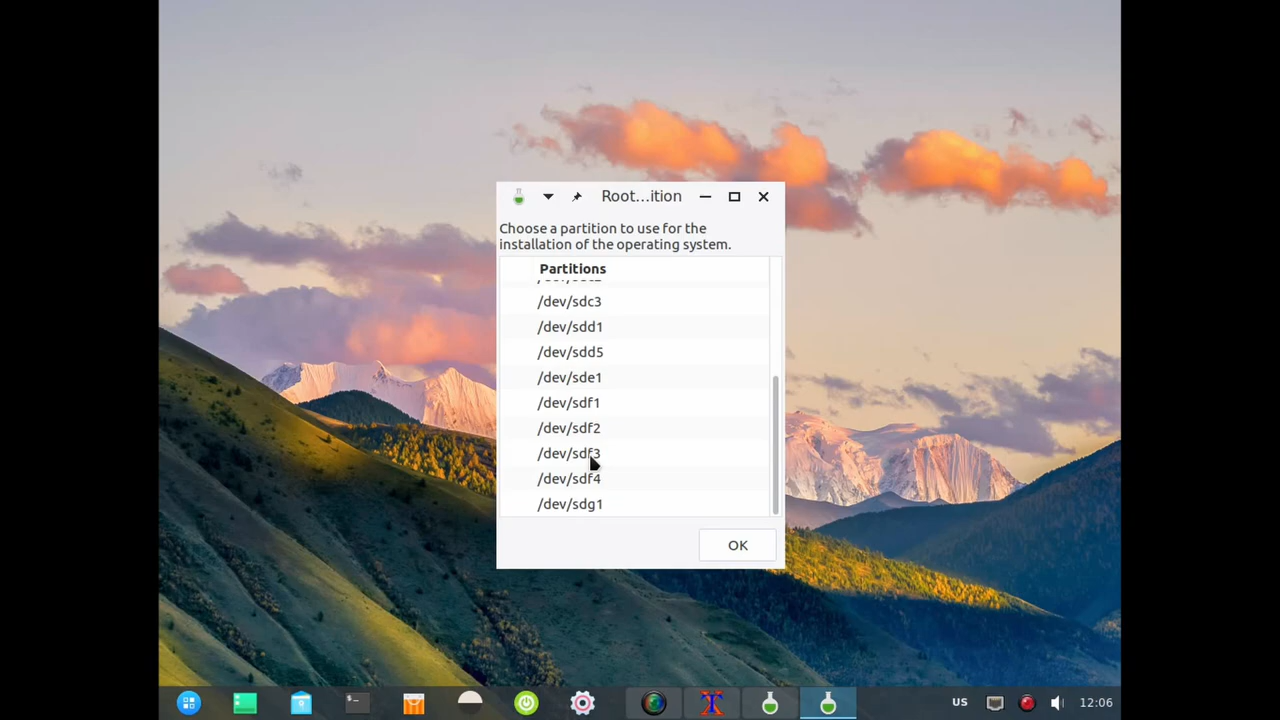 Root...ition
Choose a partition to use for the
installation of the operating system.
Partitions
/dev/sdc3
/dev/sdd1
/dev/sdd5
/dev/sde1
/dev/sdf1
/dev/sdf2
/dev/sdf3
/dev/sdf4
/dev/sdg1
OK
US
12:06